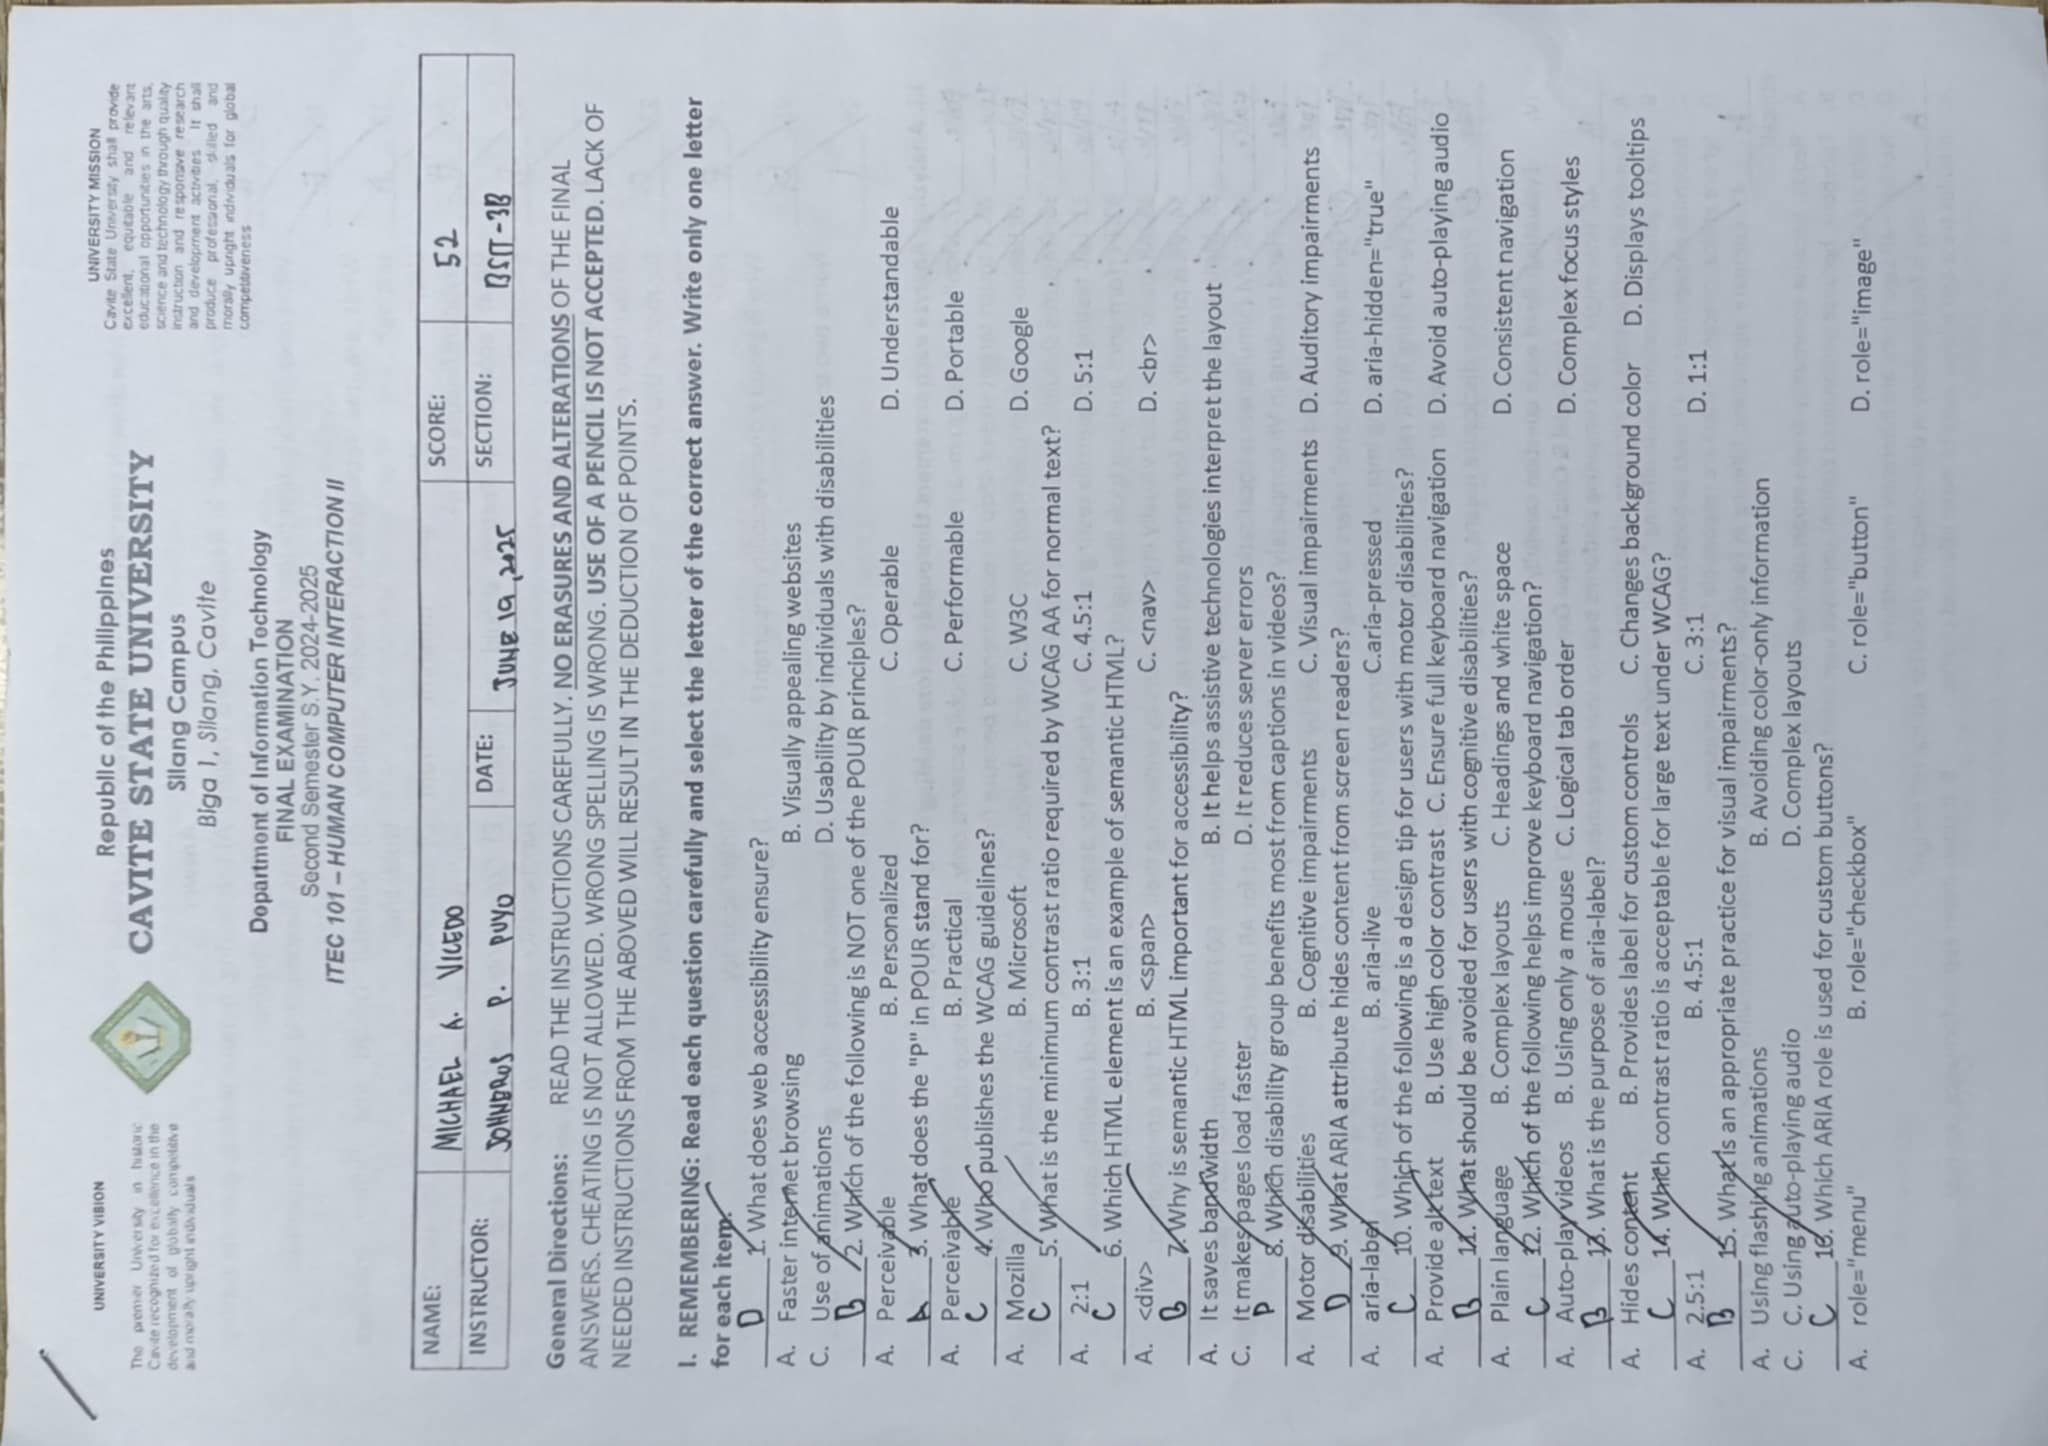 UNIVERSITY VISION
The premier University in historic
Cavite recognized for excellence in the
development of globally competitive
and morally upright individuals
Republic of the Philippines
CAVITE STATE UNIVERSITY
Silang Campus
Biga 1, Silang, Cavite
UNIVERSITY MISSION
Cavite State University shall provide
excellent, equitable and relevant
educational opportunities in the arts,
science and technology through quality
instruction and responsive research
and development activities It shall
produce professional, skilled and
morally upright individuals for global
competitiveness
Department of Information Technology
FINAL EXAMINATION
Second Semester S.Y. 2024-2025
ITEC 101 – HUMAN COMPUTER INTERACTION II
NAME: MICHAEL A. VICEDO SCORE: 52
INSTRUCTOR: JOHNDROS P. PUYO DATE: JUNE 19, 2025 SECTION: BSIT-3B
General Directions: READ THE INSTRUCTIONS CAREFULLY. NO ERASURES AND ALTERATIONS OF THE FINAL
ANSWERS. CHEATING IS NOT ALLOWED. WRONG SPELLING IS WRONG. USE OF A PENCIL IS NOT ACCEPTED. LACK OF
NEEDED INSTRUCTIONS FROM THE ABOVED WILL RESULT IN THE DEDUCTION OF POINTS.
I. REMEMBERING: Read each question carefully and select the letter of the correct answer. Write only one letter
for each item.
D 1. What does web accessibility ensure?
A. Faster internet browsing B. Visually appealing websites
C. Use of animations D. Usability by individuals with disabilities
B 2. Which of the following is NOT one of the POUR principles?
A. Perceivable B. Personalized C. Operable D. Understandable
A 3. What does the "P" in POUR stand for?
A. Perceivable B. Practical C. Performable D. Portable
C 4. Who publishes the WCAG guidelines?
A. Mozilla B. Microsoft C. W3C D. Google
C 5. What is the minimum contrast ratio required by WCAG AA for normal text?
A. 2:1 B. 3:1 C. 4.5:1 D. 5:1
C 6. Which HTML element is an example of semantic HTML?
A. <div> B. <span> C. <nav> D. <br>
B 7. Why is semantic HTML important for accessibility?
A. It saves bandwidth B. It helps assistive technologies interpret the layout
C. It makes pages load faster D. It reduces server errors
D 8. Which disability group benefits most from captions in videos?
A. Motor disabilities B. Cognitive impairments C. Visual impairments D. Auditory impairments
D 9. What ARIA attribute hides content from screen readers?
A. aria-label B. aria-live C.aria-pressed D. aria-hidden="true"
C 10. Which of the following is a design tip for users with motor disabilities?
A. Provide alt text B. Use high color contrast C. Ensure full keyboard navigation D. Avoid auto-playing audio
B 11. What should be avoided for users with cognitive disabilities?
A. Plain language B. Complex layouts C. Headings and white space D. Consistent navigation
C 12. Which of the following helps improve keyboard navigation?
A. Auto-play videos B. Using only a mouse C. Logical tab order D. Complex focus styles
B 13. What is the purpose of aria-label?
A. Hides content B. Provides label for custom controls C. Changes background color D. Displays tooltips
C 14. Which contrast ratio is acceptable for large text under WCAG?
A. 2.5:1 B. 4.5:1 C. 3:1 D. 1:1
B 15. What is an appropriate practice for visual impairments?
A. Using flashing animations B. Avoiding color-only information
C. C. Using auto-playing audio D. Complex layouts
C 16. Which ARIA role is used for custom buttons?
A. role="menu" B. role="checkbox" C. role="button" D. role="image"